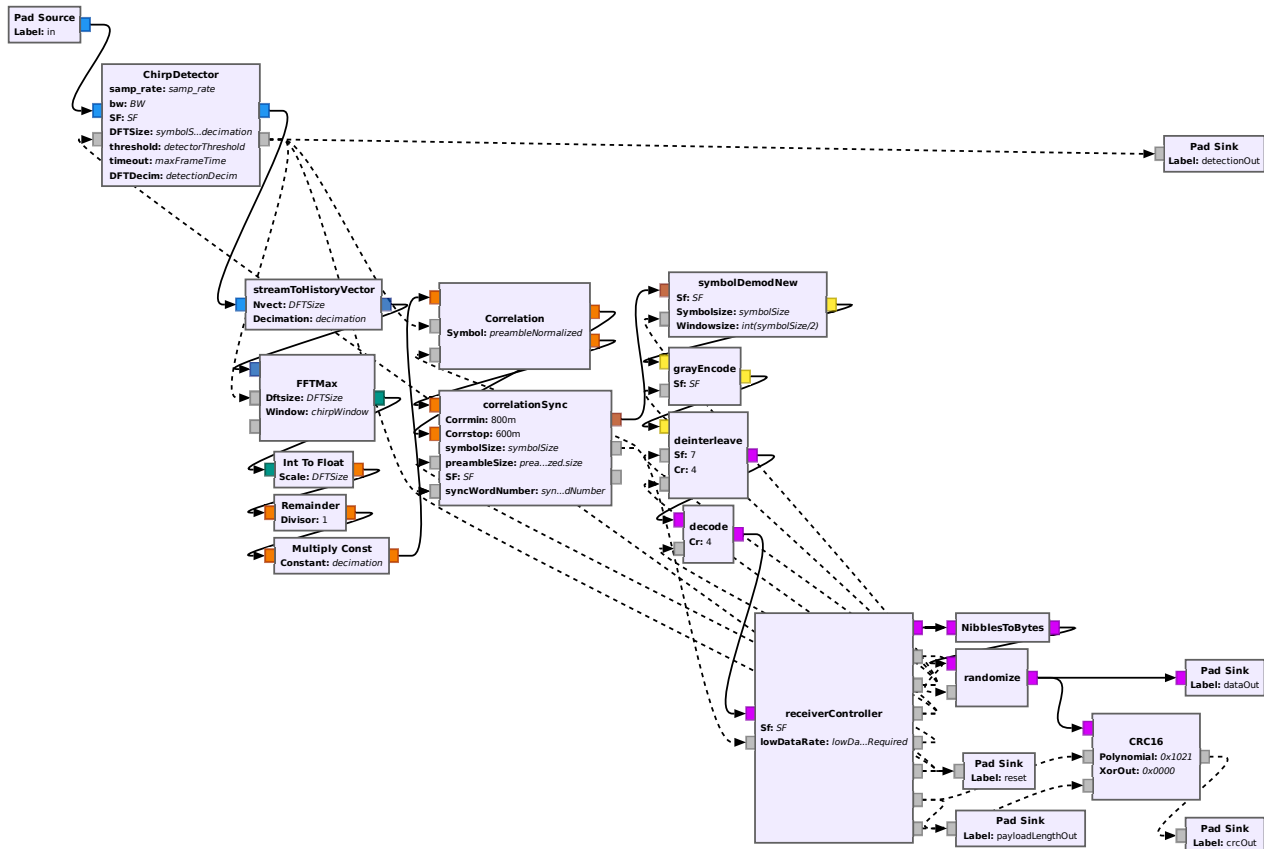 Pad Source
Label: in
ChirpDetector
samp_rate: samp_rate
bw: BW
SF: SF
DFTSize: symbolS...decimation
threshold: detectorThreshold
timeout: maxFrameTime
DFTDecim: detectionDecim
Pad Sink
Label: detectionOut
streamToHistoryVector
Nvect: DFTSize
Decimation: decimation
Correlation
Symbol: preambleNormalized
symbolDemodNew
Sf: SF
Symbolsize: symbolSize
Windowsize: int(symbolSize/2)
FFTMax
Dftsize: DFTSize
Window: chirpWindow
grayEncode
Sf: SF
correlationSync
Corrmin: 800m
Corrstop: 600m
symbolSize: symbolSize
preambleSize: prea...zed.size
SF: SF
syncWordNumber: syn...dNumber
deinterleave
Sf: 7
Cr: 4
Int To Float
Scale: DFTSize
Remainder
Divisor: 1
decode
Cr: 4
Multiply Const
Constant: decimation
receiverController
Sf: SF
lowDataRate: lowDa...Required
NibblesToBytes
randomize
Pad Sink
Label: dataOut
CRC16
Polynomial: 0x1021
XorOut: 0x0000
Pad Sink
Label: reset
Pad Sink
Label: payloadLengthOut
Pad Sink
Label: crcOut